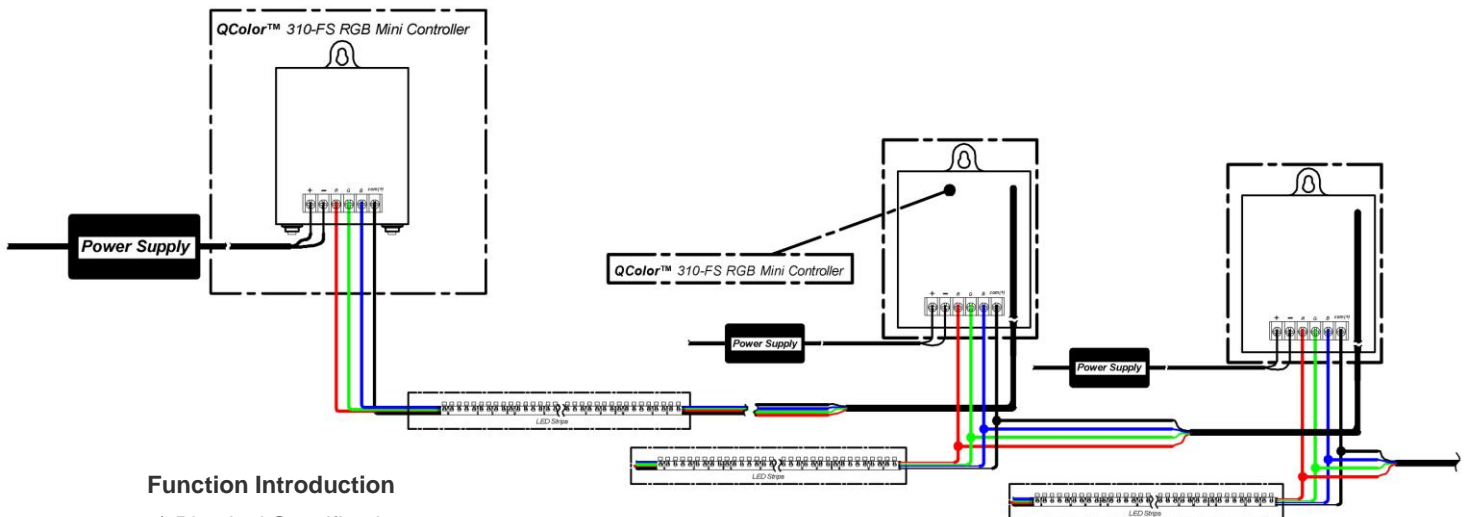 QColor™ 310-FS RGB Mini Controller
+ − R G B com(+)
Power Supply
QColor™ 310-FS RGB Mini Controller
+ − R G B com(+)
Power Supply
+ − R G B com(+)
Power Supply
LED Strips
LED Strips
LED Strips
Function Introduction